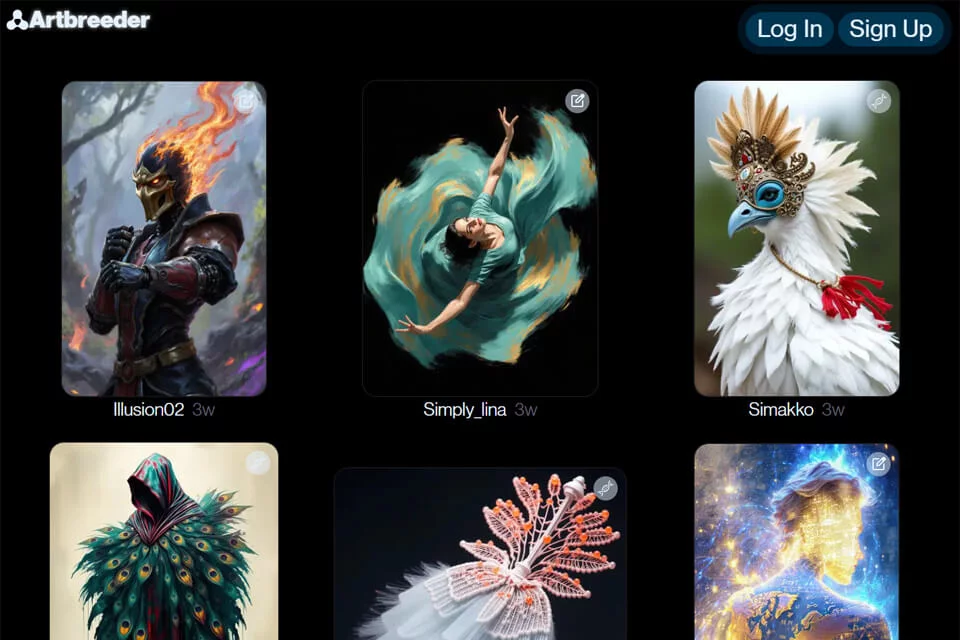 Artbreeder
Log In
Sign Up
Illusion02 3w
Simply_lina 3w
Simakko 3w